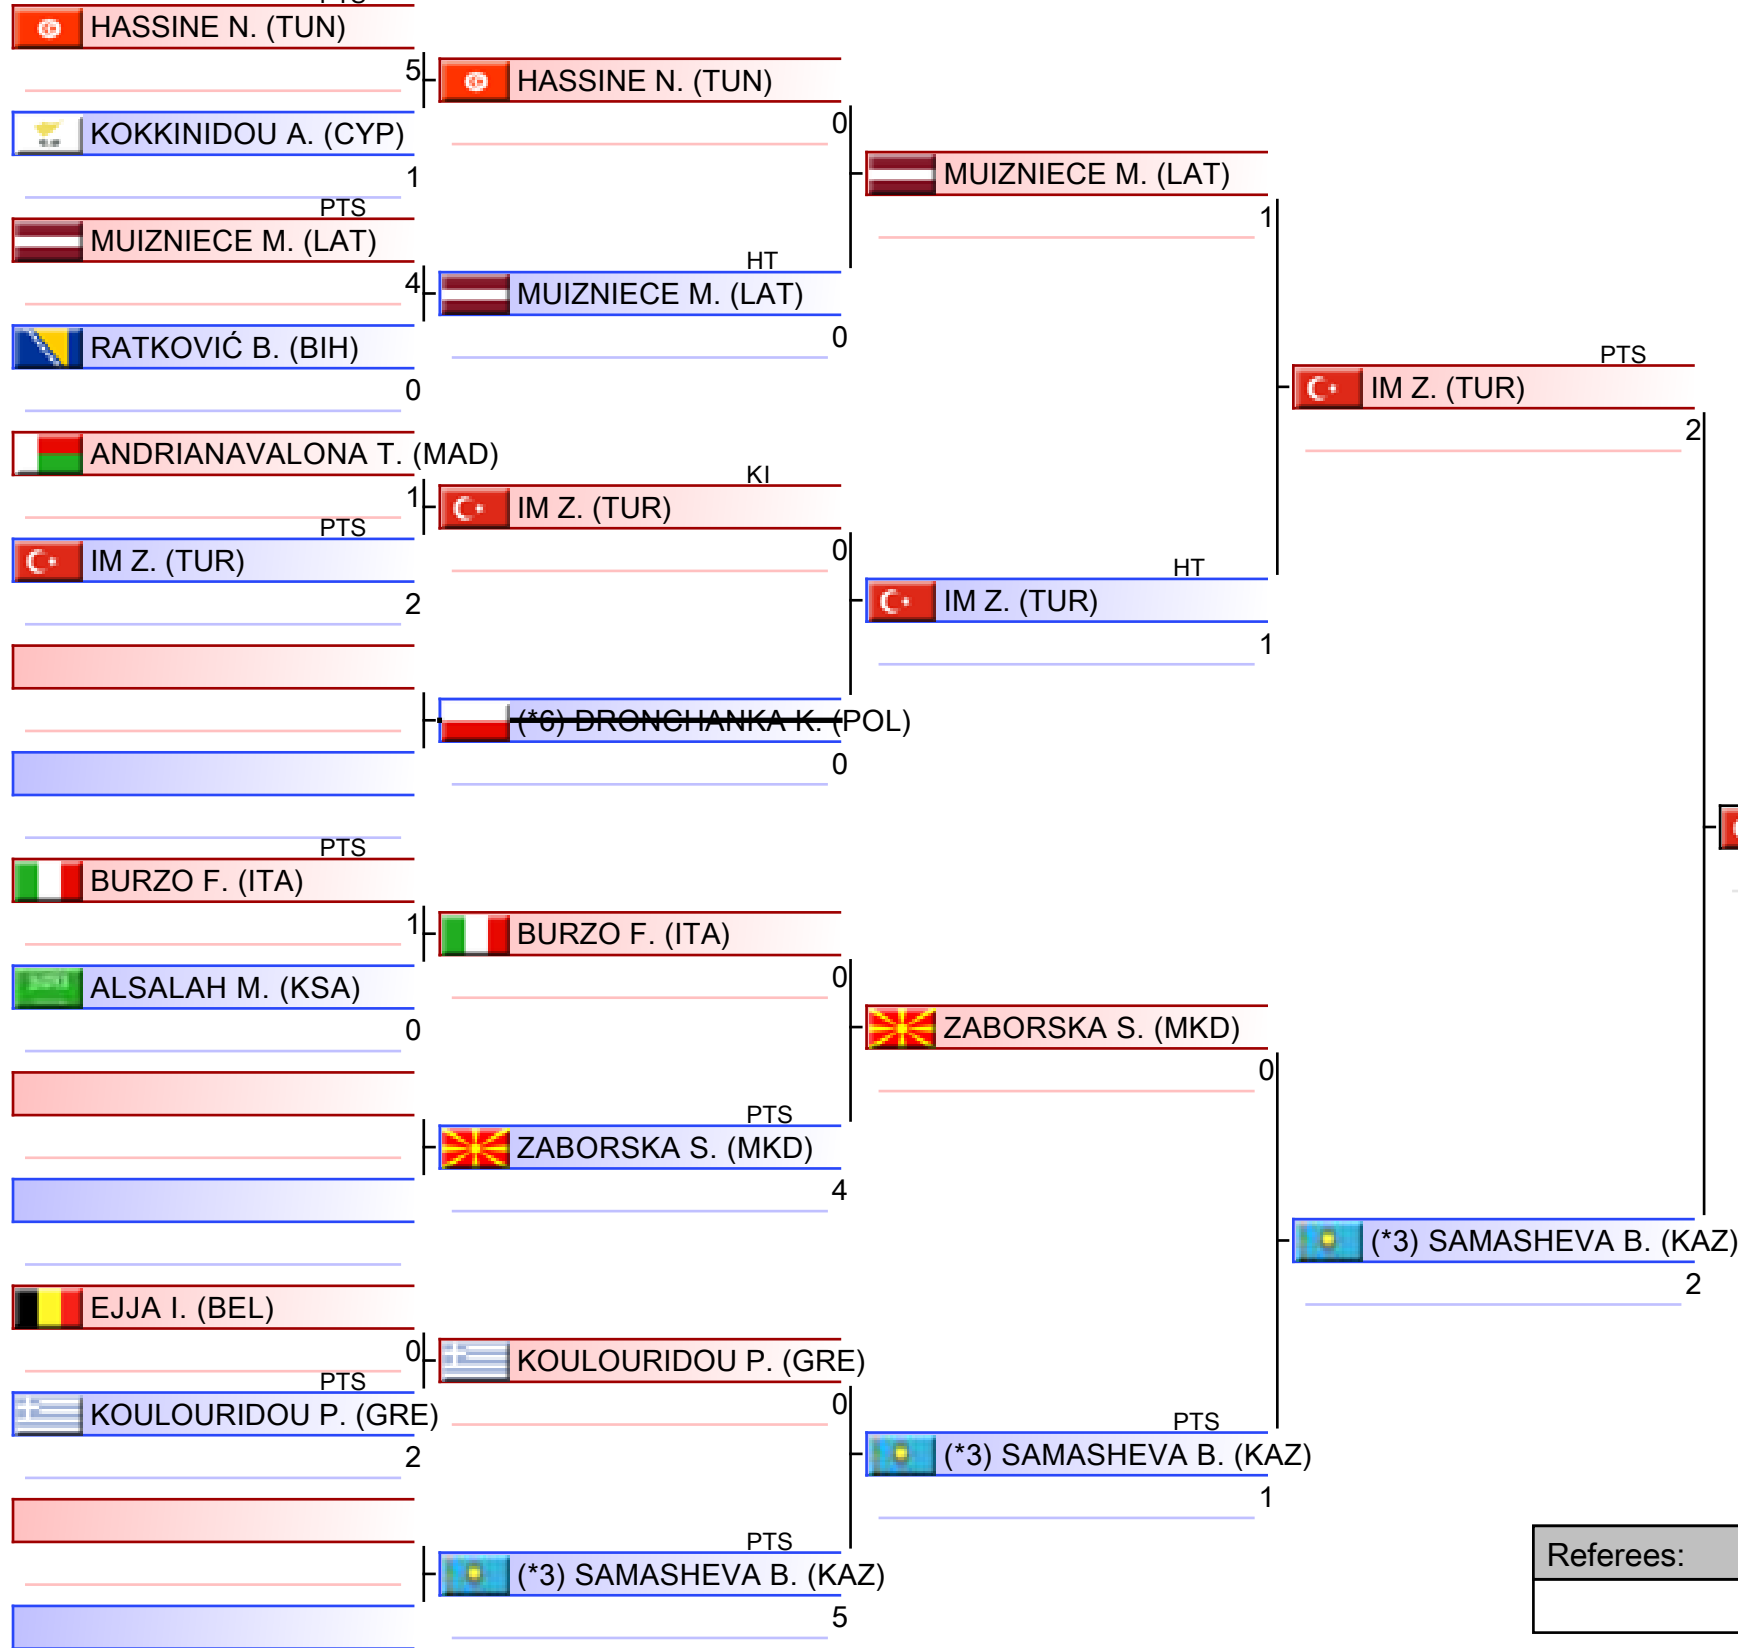 HASSINE N. (TUN)
5
KOKKINIDOU A. (CYP)
1
PTS
MUIZNIECE M. (LAT)
4
RATKOVIĆ B. (BIH)
0
ANDRIANAVALONA T. (MAD)
1
PTS
IM Z. (TUR)
2
PTS
BURZO F. (ITA)
1
ALSALAH M. (KSA)
0
EJJA I. (BEL)
0
PTS
KOULOURIDOU P. (GRE)
2
HASSINE N. (TUN)
0
HT
MUIZNIECE M. (LAT)
0
KI
IM Z. (TUR)
0
(*6) DRONCHANKA K. (POL)
0
BURZO F. (ITA)
0
PTS
ZABORSKA S. (MKD)
4
KOULOURIDOU P. (GRE)
0
PTS
(*3) SAMASHEVA B. (KAZ)
5
MUIZNIECE M. (LAT)
1
HT
IM Z. (TUR)
1
ZABORSKA S. (MKD)
0
PTS
(*3) SAMASHEVA B. (KAZ)
1
PTS
IM Z. (TUR)
2
(*3) SAMASHEVA B. (KAZ)
2
Referees: